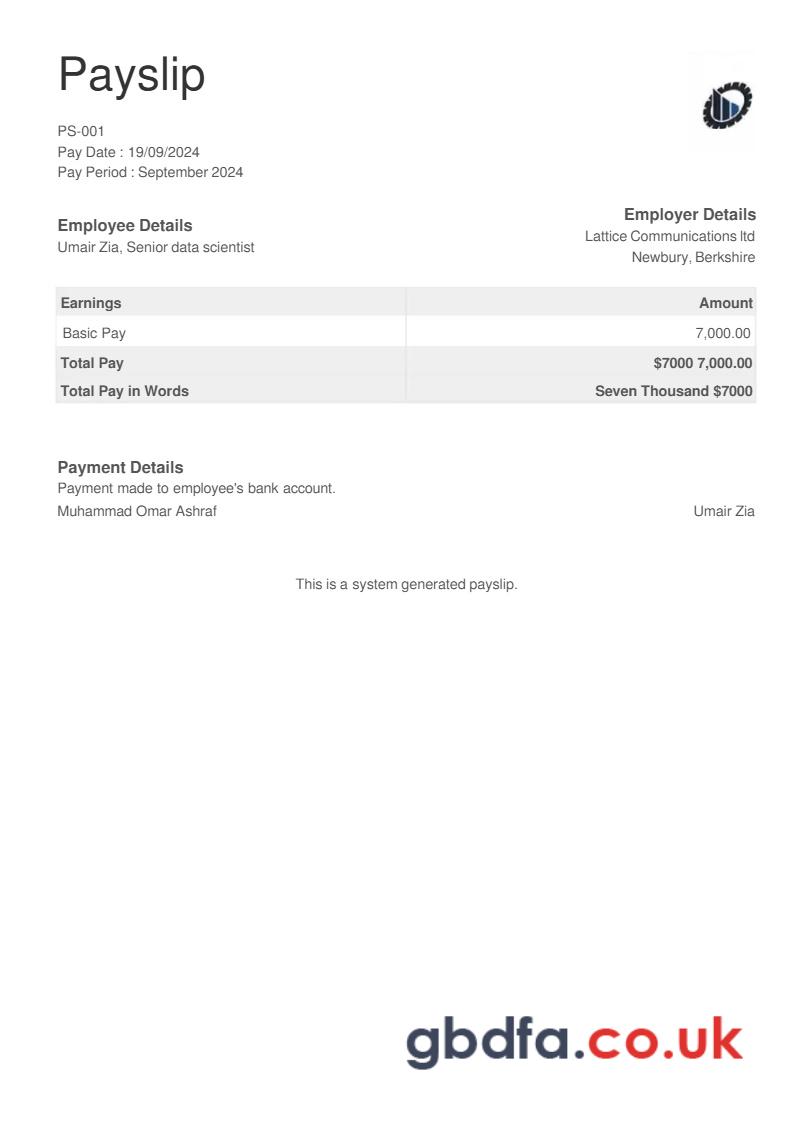 Payslip
PS-001
Pay Date : 19/09/2024
Pay Period : September 2024
Employee Details
Umair Zia, Senior data scientist
Employer Details
Lattice Communications ltd
Newbury, Berkshire
Earnings Amount
Basic Pay 7,000.00
Total Pay $7000 7,000.00
Total Pay in Words Seven Thousand $7000
Payment Details
Payment made to employee's bank account.
Muhammad Omar Ashraf Umair Zia
This is a system generated payslip.
gbdfa.co.uk